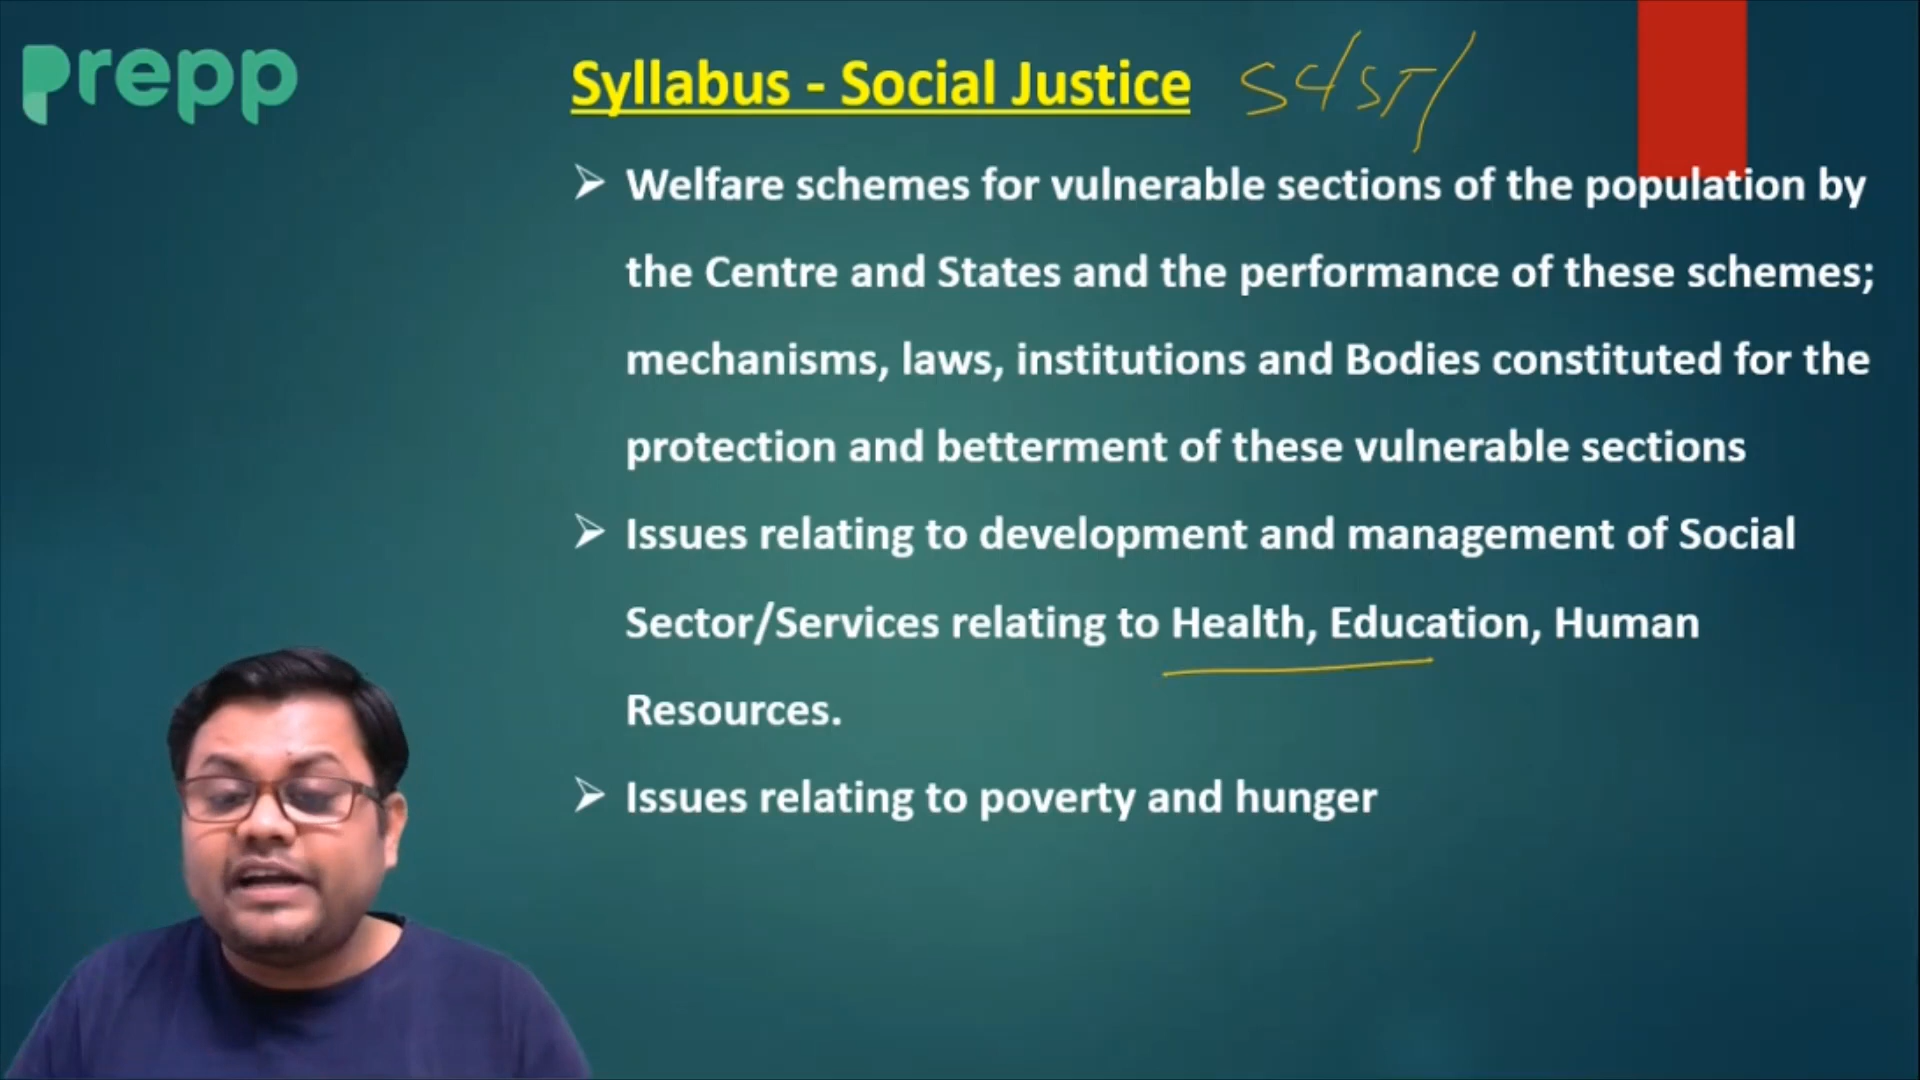 prepp
Syllabus - Social Justice SC/ST/
Welfare schemes for vulnerable sections of the population by
the Centre and States and the performance of these schemes;
mechanisms, laws, institutions and Bodies constituted for the
protection and betterment of these vulnerable sections
Issues relating to development and management of Social
Sector/Services relating to Health, Education, Human
Resources.
Issues relating to poverty and hunger